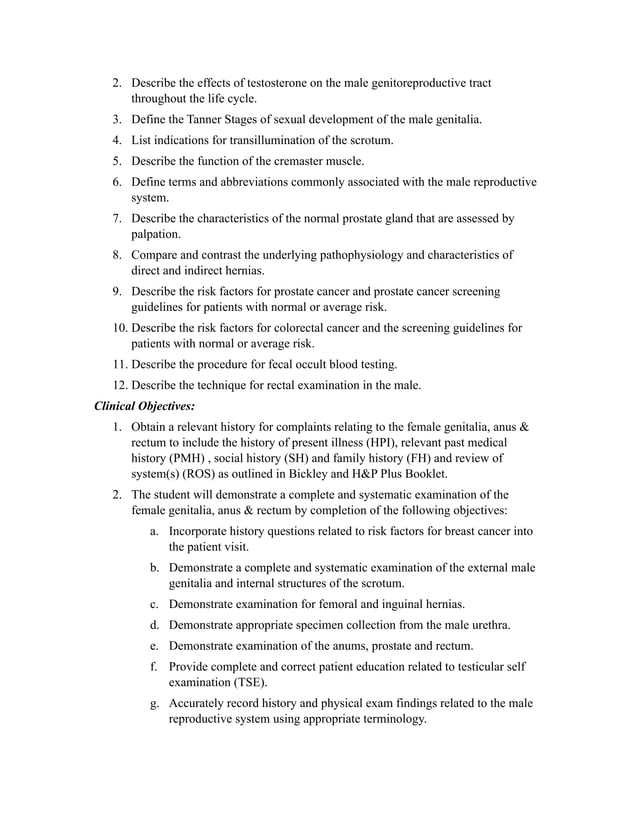 2. Describe the effects of testosterone on the male genitoreproductive tract
throughout the life cycle.
3. Define the Tanner Stages of sexual development of the male genitalia.
4. List indications for transillumination of the scrotum.
5. Describe the function of the cremaster muscle.
6. Define terms and abbreviations commonly associated with the male reproductive
system.
7. Describe the characteristics of the normal prostate gland that are assessed by
palpation.
8. Compare and contrast the underlying pathophysiology and characteristics of
direct and indirect hernias.
9. Describe the risk factors for prostate cancer and prostate cancer screening
guidelines for patients with normal or average risk.
10. Describe the risk factors for colorectal cancer and the screening guidelines for
patients with normal or average risk.
11. Describe the procedure for fecal occult blood testing.
12. Describe the technique for rectal examination in the male.
Clinical Objectives:
1. Obtain a relevant history for complaints relating to the female genitalia, anus &
rectum to include the history of present illness (HPI), relevant past medical
history (PMH) , social history (SH) and family history (FH) and review of
system(s) (ROS) as outlined in Bickley and H&P Plus Booklet.
2. The student will demonstrate a complete and systematic examination of the
female genitalia, anus & rectum by completion of the following objectives:
a. Incorporate history questions related to risk factors for breast cancer into
the patient visit.
b. Demonstrate a complete and systematic examination of the external male
genitalia and internal structures of the scrotum.
c. Demonstrate examination for femoral and inguinal hernias.
d. Demonstrate appropriate specimen collection from the male urethra.
e. Demonstrate examination of the anums, prostate and rectum.
f. Provide complete and correct patient education related to testicular self
examination (TSE).
g. Accurately record history and physical exam findings related to the male
reproductive system using appropriate terminology.